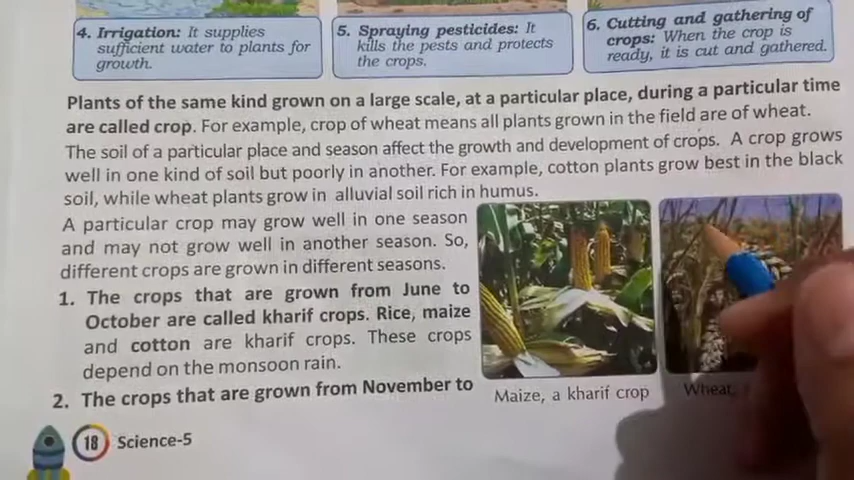 4. Irrigation: It supplies
sufficient water to plants for
growth.
5. Spraying pesticides: It
kills the pests and protects
the crops.
6. Cutting and gathering of
crops: When the crop is
ready, it is cut and gathered.
Plants of the same kind grown on a large scale, at a particular place, during a particular time
are called crop. For example, crop of wheat means all plants grown in the field are of wheat.
The soil of a particular place and season affect the growth and development of crops. A crop grows
well in one kind of soil but poorly in another. For example, cotton plants grow best in the black
soil, while wheat plants grow in alluvial soil rich in humus.
A particular crop may grow well in one season
and may not grow well in another season. So,
different crops are grown in different seasons.
1. The crops that are grown from June to
October are called kharif crops. Rice, maize
and cotton are kharif crops. These crops
depend on the monsoon rain.
2. The crops that are grown from November to
Maize, a kharif crop
Wheat,
18 Science-5